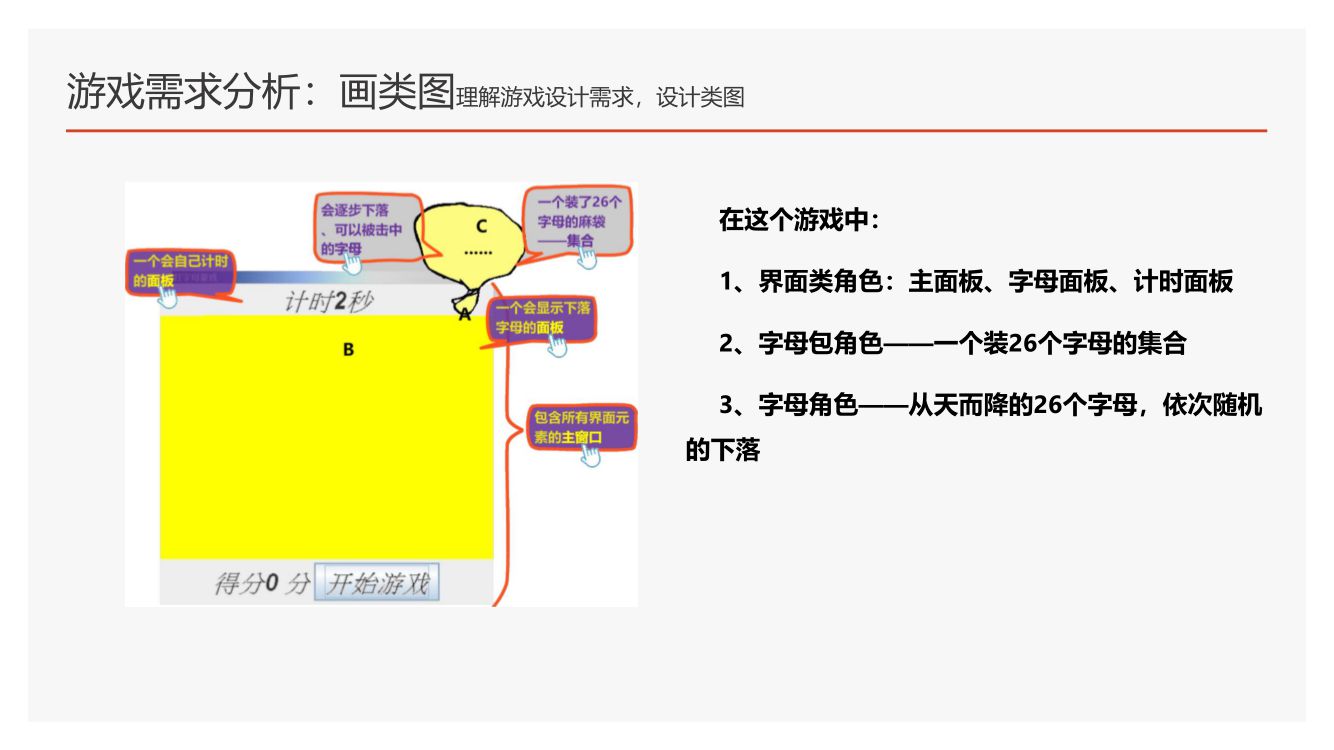 游戏需求分析：画类图理解游戏设计需求，设计类图
会逐步下落
、可以被击中
的字母
C
......
一个装了26个
字母的麻袋
——集合
一个会自己计时
的面板
计时2秒
A
一个会显示下落
字母的面板
B
包含所有界面元
素的主窗口
得分0 分
开始游戏
在这个游戏中：
1、界面类角色：主面板、字母面板、计时面板
2、字母包角色——一个装26个字母的集合
3、字母角色——从天而降的26个字母，依次随机
的下落